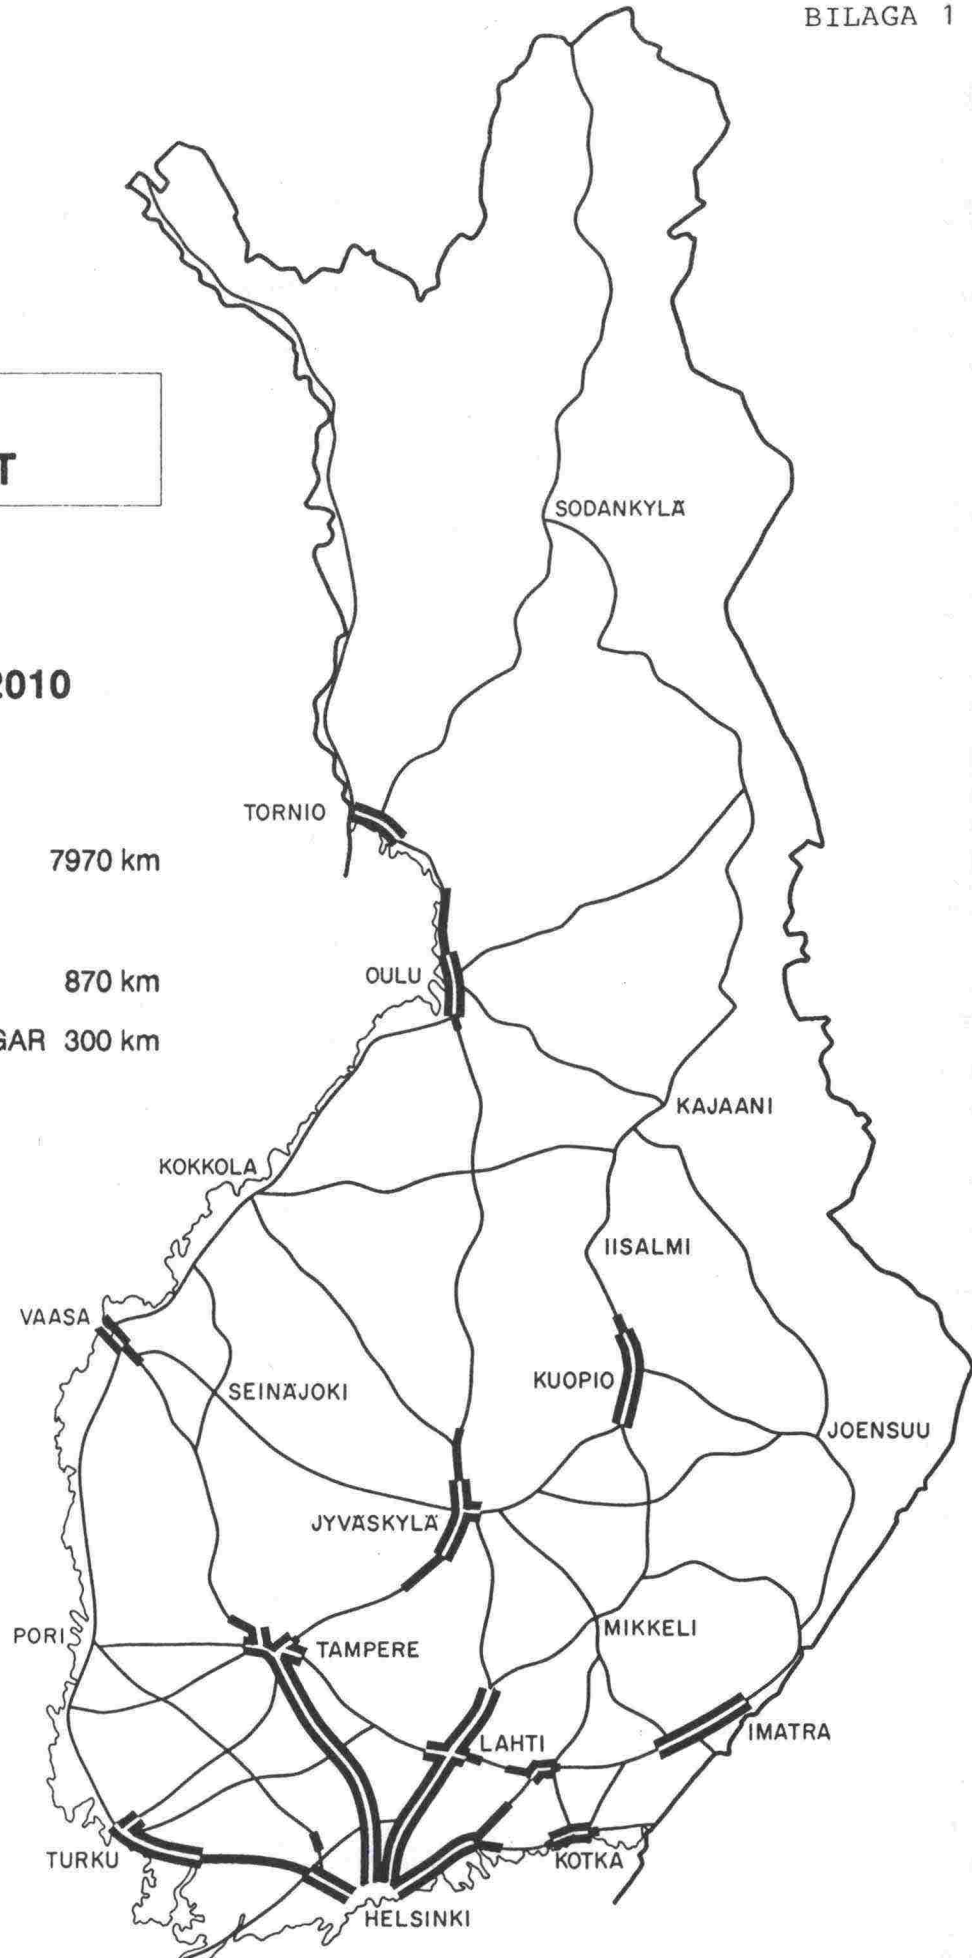 BILAGA 1
T
SODANKYLÄ
2010
TORNIO
7970 km
OULU
870 km
GAR 300 km
KAJAANI
KOKKOLA
IISALMI
VAASA
KUOPIO
SEINÄJOKI
JOENSUU
JYVÄSKYLÄ
MIKKELI
PORI
TAMPERE
IMATRA
LAHTI
TURKU
KOTKA
HELSINKI